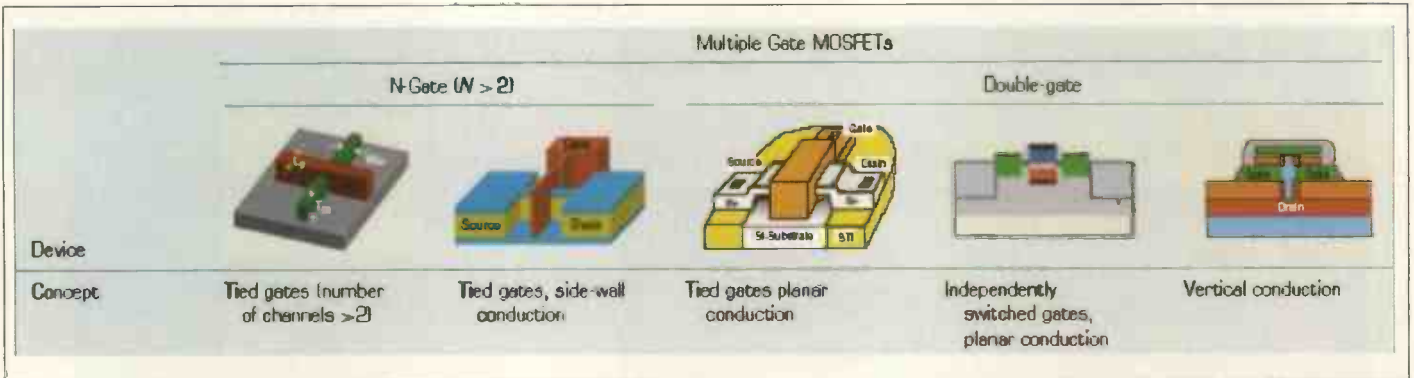 Multiple Gate MOSFETs
N-Gate (N > 2)
Double-gate
Gate
Source
Drain
Si-Substrate
STI
Source
Drain
Device
Concept
Tied gates (number
of channels >2)
Tied gates, side-wall
conduction
Tied gates planar
conduction
Independently
switched gates,
planar conduction
Vertical conduction